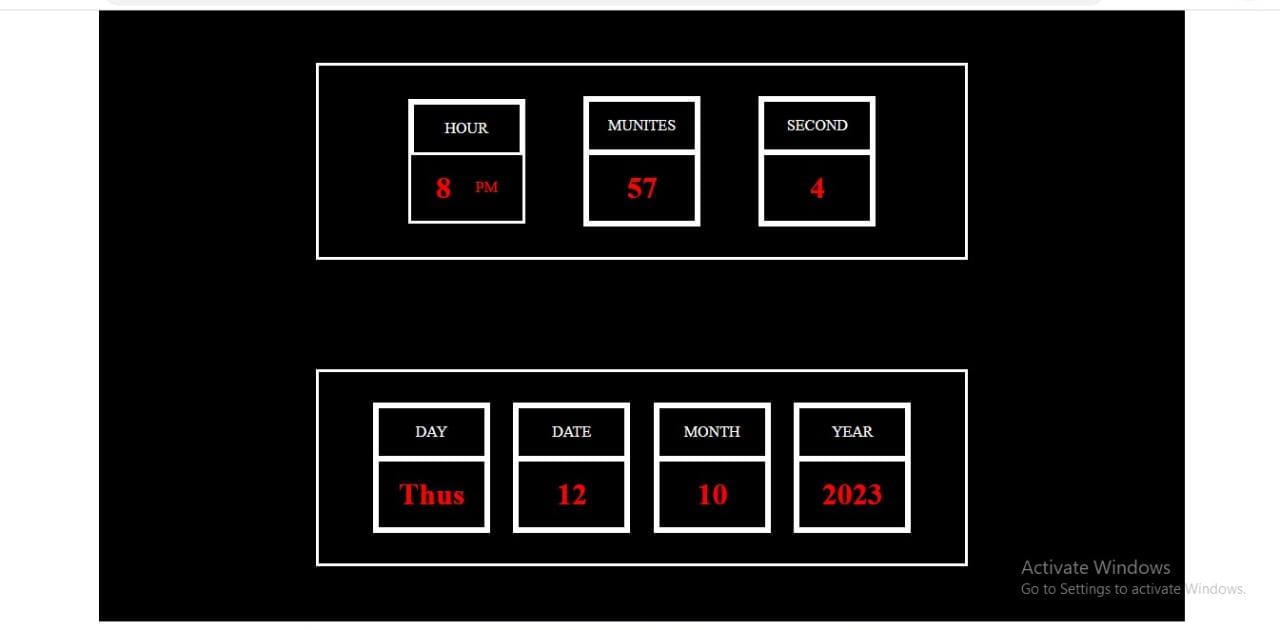 HOUR MUNITES SECOND
8 PM 57 4
DAY DATE MONTH YEAR
Thus 12 10 2023
Activate Windows
Go to Settings to activate Windows.